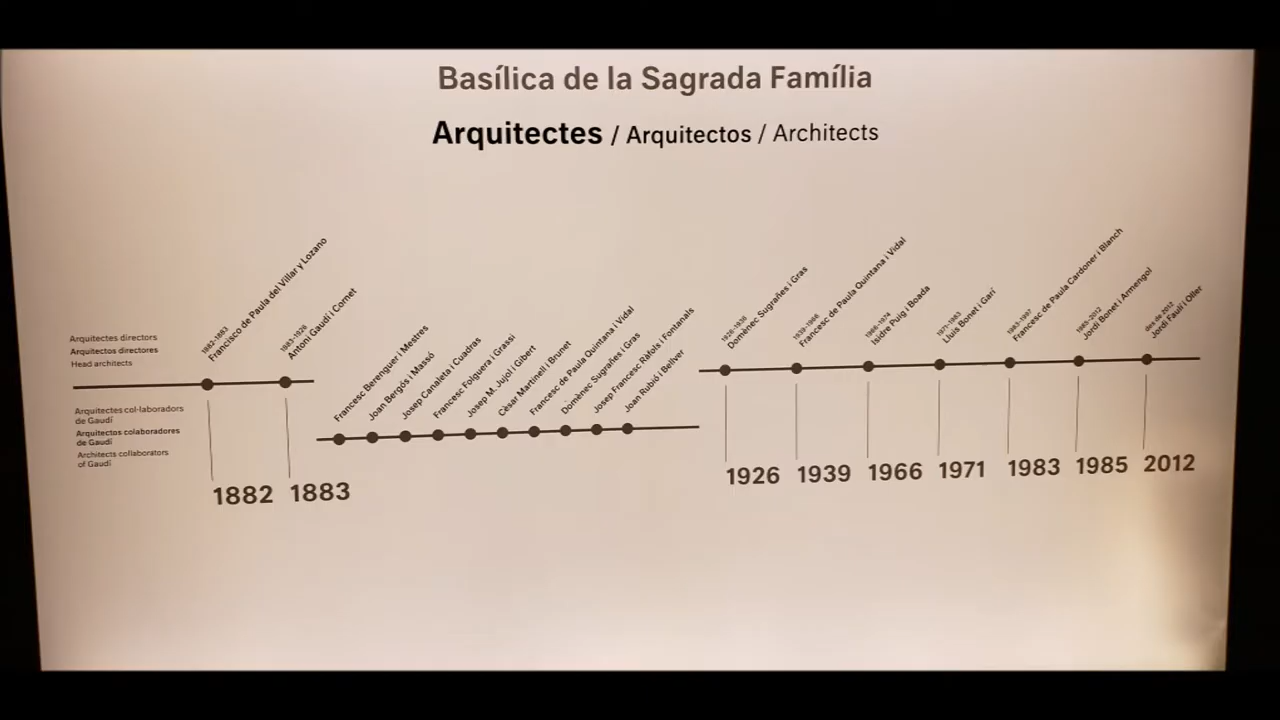 Basílica de la Sagrada Família
Arquitectes / Arquitectos / Architects
Arquitectes directors
Arquitectos directores
Head architects
1882-1883
Francisco de Paula del Villar y Lozano
1883-1926
Antoni Gaudí i Cornet
Arquitectes col·laboradors
de Gaudí
Arquitectos colaboradores
de Gaudí
Architects collaborators
of Gaudí
Francesc Berenguer i Mestres
Joan Bergós i Massó
Josep Canaleta i Cuadras
Francesc Folguera i Grassi
Josep M. Jujol i Gibert
Cèsar Martinell i Brunet
Francesc de Paula Quintana i Vidal
Domènec Sugrañes i Gras
Josep Francesc Ràfols i Fontanals
Joan Rubió i Bellver
1926-1938
Domènec Sugrañes i Gras
1939-1966
Francesc de Paula Quintana i Vidal
1966-1974
Isidre Puig i Boada
1971-1983
Lluís Bonet i Garí
1983-1987
Francesc de Paula Cardoner i Blanch
1985-2012
Jordi Bonet i Armengol
des de 2012
Jordi Faulí i Oller
1882
1883
1926
1939
1966
1971
1983
1985
2012